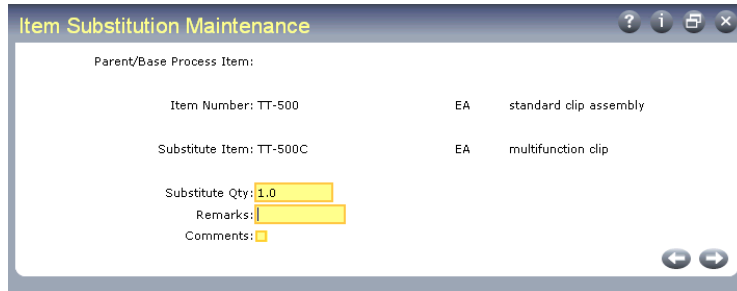 Item Substitution Maintenance
Parent/Base Process Item:
Item Number: TT-500 EA standard clip assembly
Substitute Item: TT-500C EA multifunction clip
Substitute Qty: 1.0
Remarks:
Comments: